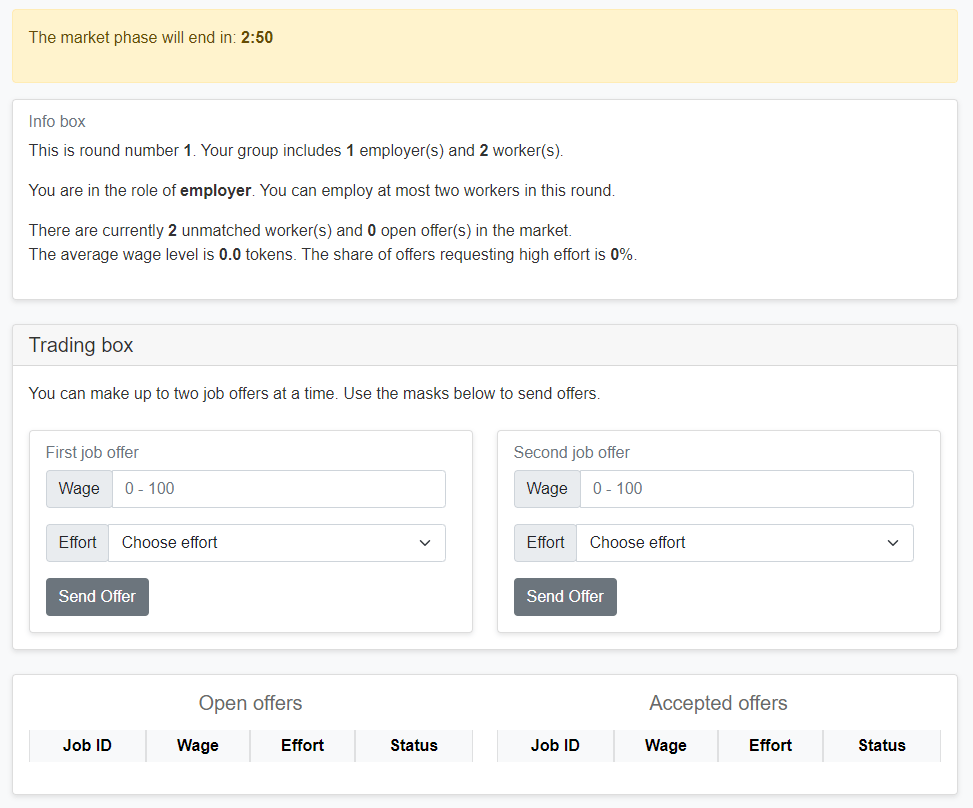 The market phase will end in: 2:50
Info box
This is round number 1. Your group includes 1 employer(s) and 2 worker(s).
You are in the role of employer. You can employ at most two workers in this round.
There are currently 2 unmatched worker(s) and 0 open offer(s) in the market.
The average wage level is 0.0 tokens. The share of offers requesting high effort is 0%.
Trading box
You can make up to two job offers at a time. Use the masks below to send offers.
First job offer
Wage 0 - 100
Effort Choose effort
Send Offer
Second job offer
Wage 0 - 100
Effort Choose effort
Send Offer
Open offers
Job ID Wage Effort Status
Accepted offers
Job ID Wage Effort Status